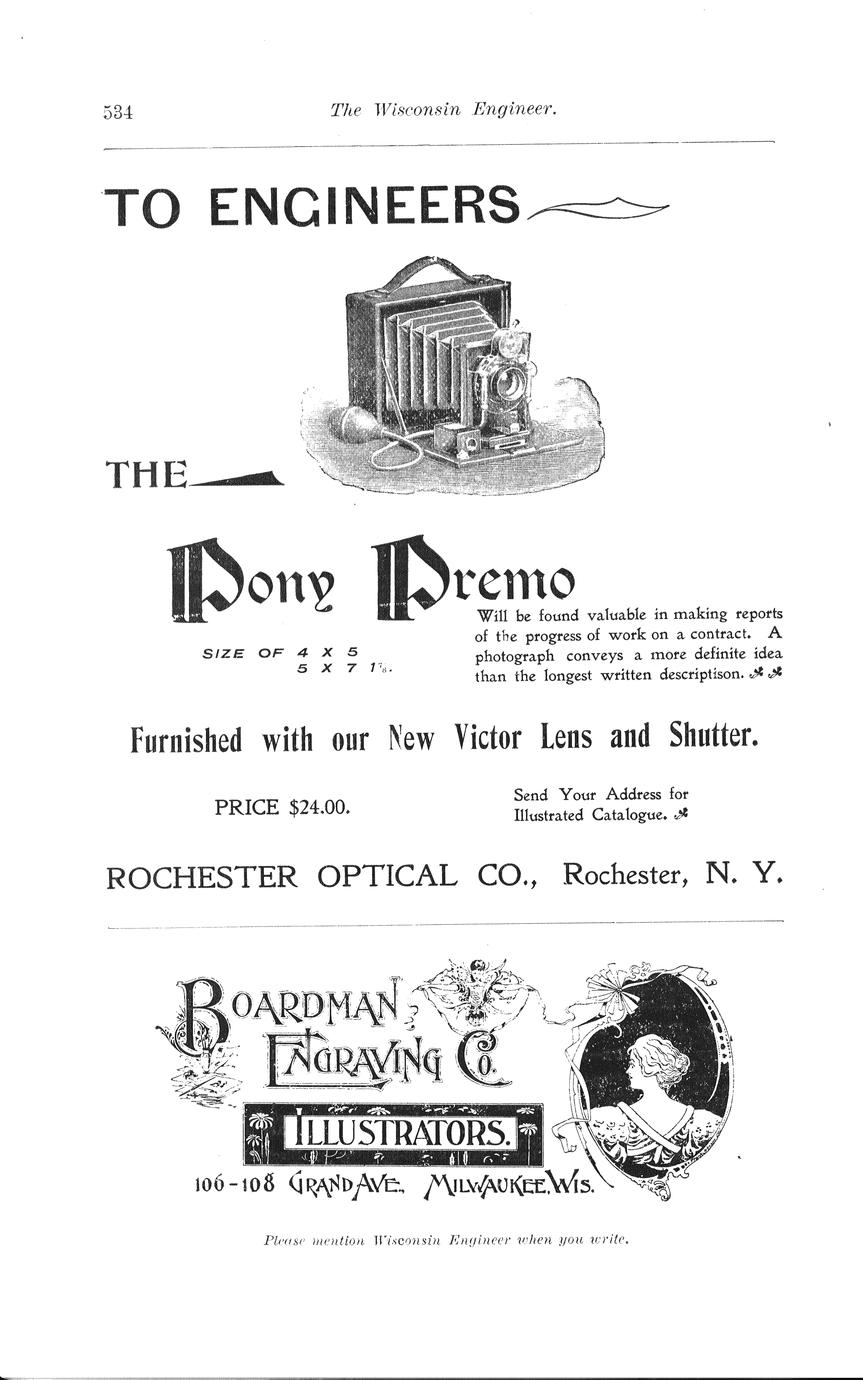 534
The Wisconsin Engineer.
TO ENGINEERS
THE
Pony Premo
Will be found valuable in making reports
of the progress of work on a contract. A
photograph conveys a more definite idea
than the longest written descriptison.
SIZE OF 4 X 5
5 X 7 1⅞.
Furnished with our New Victor Lens and Shutter.
PRICE $24.00.
Send Your Address for
Illustrated Catalogue.
ROCHESTER OPTICAL CO., Rochester, N. Y.
BOARDMAN
ENGRAVING CO.
ILLUSTRATORS.
106-108 GRAND AVE., MILWAUKEE, WIS.
Please mention Wisconsin Engineer when you write.